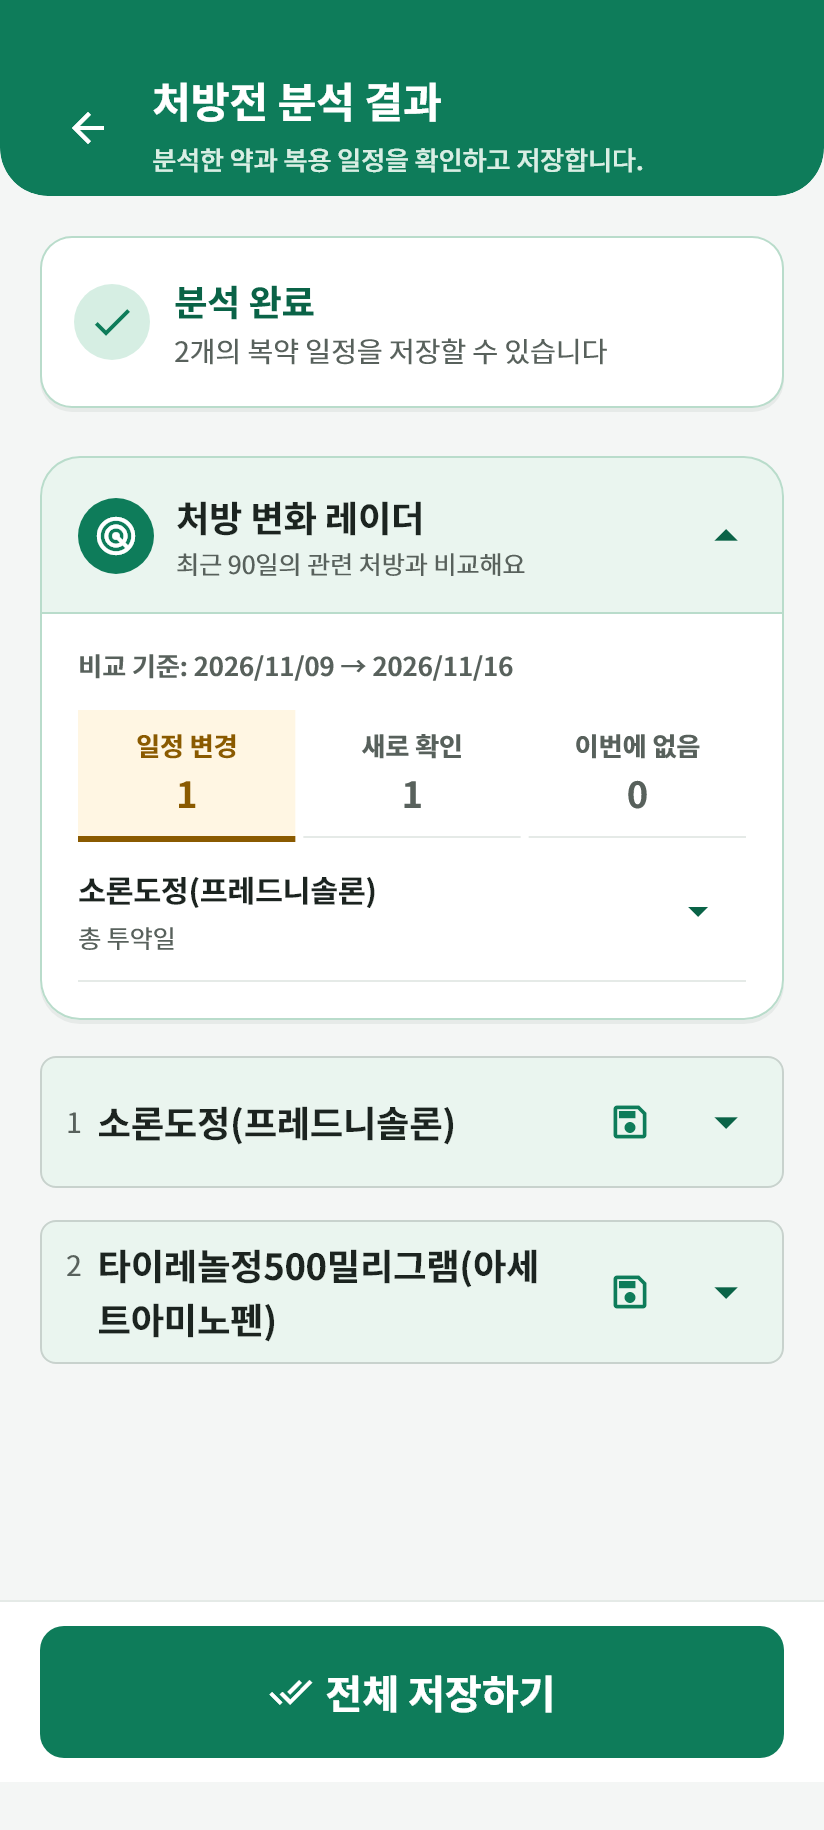 처방전 분석 결과
분석한 약과 복용 일정을 확인하고 저장합니다.
분석 완료
2개의 복약 일정을 저장할 수 있습니다
처방 변화 레이더
최근 90일의 관련 처방과 비교해요
비교 기준: 2026/11/09 → 2026/11/16
일정 변경
1
새로 확인
1
이번에 없음
0
소론도정(프레드니솔론)
총 투약일
1 소론도정(프레드니솔론)
2 타이레놀정500밀리그램(아세
트아미노펜)
전체 저장하기